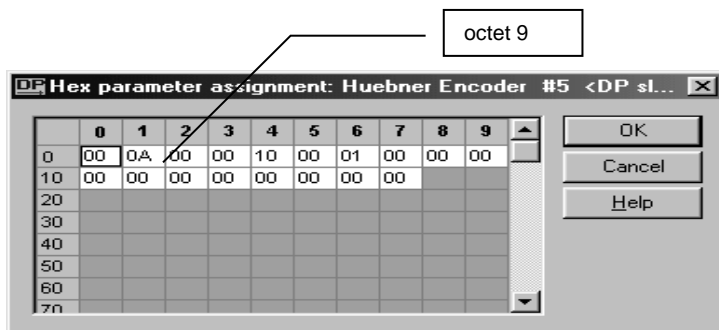 octet 9
DP Hex parameter assignment: Huebner Encoder #5 <DP sl...
0 1 2 3 4 5 6 7 8 9
0 00 0A 00 00 10 00 01 00 00 00
10 00 00 00 00 00 00 00 00
20
30
40
50
60
70
OK
Cancel
Help